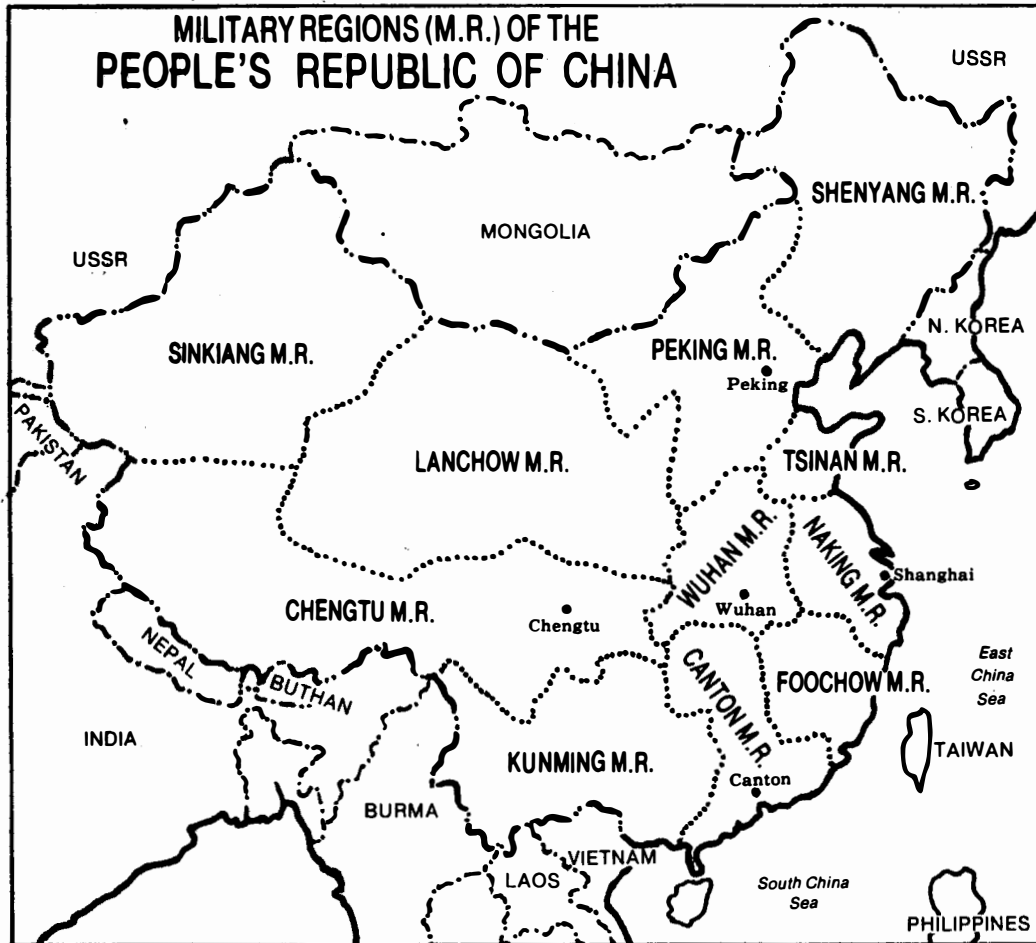 MILITARY REGIONS (M.R.) OF THE
PEOPLE'S REPUBLIC OF CHINA
USSR
SHENYANG M.R.
MONGOLIA
USSR
N. KOREA
SINKIANG M.R.
PEKING M.R.
Peking
S. KOREA
PAKISTAN
LANCHOW M.R.
TSINAN M.R.
WUHAN M.R.
NAKING M.R.
Shanghai
CHENGTU M.R.
Chengtu
Wuhan
NEPAL
BUTHAN
CANTON M.R.
FOOCHOW M.R.
East
China
Sea
INDIA
KUNMING M.R.
TAIWAN
Canton
BURMA
VIETNAM
LAOS
South China
Sea
PHILIPPINES